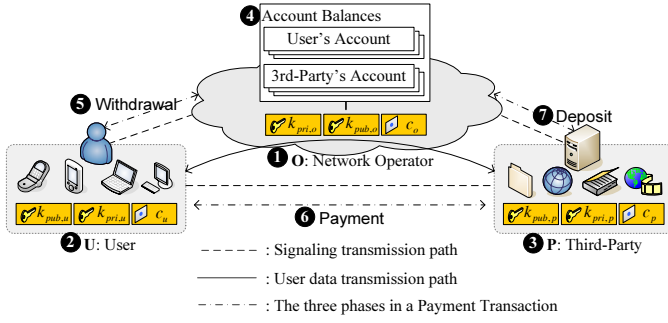 4 Account Balances
User's Account
3rd-Party's Account
5 Withdrawal
7 Deposit
k pri,o k pub,o c o
1 O: Network Operator
k pub,u k pri,u c u
k pub,p k pri,p c p
6 Payment
2 U: User
3 P: Third-Party
: Signaling transmission path
: User data transmission path
: The three phases in a Payment Transaction